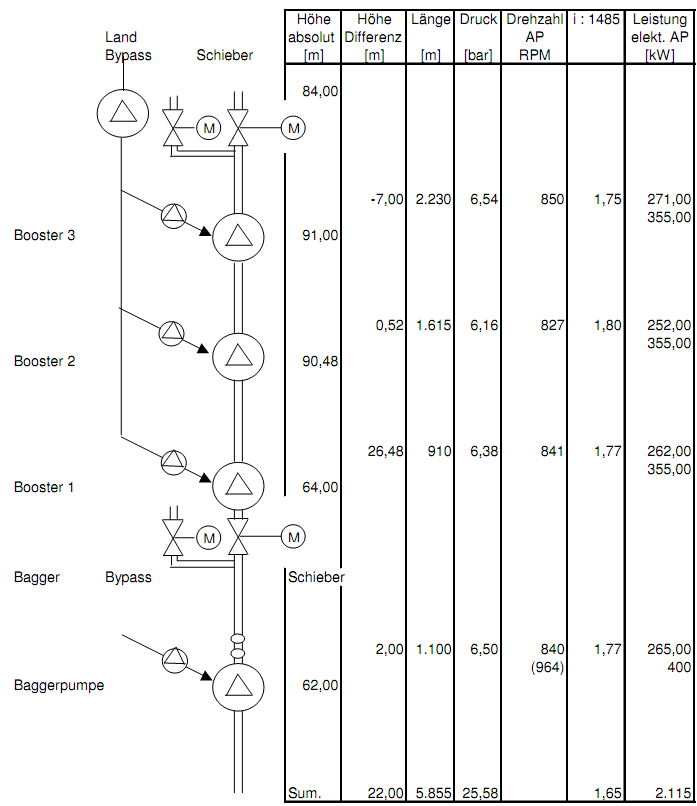 Höhe Höhe Länge Druck Drehzahl i : 1485 Leistung
Land absolut Differenz AP elekt. AP
Bypass Schieber [m] [m] [m] [bar] RPM [kW]
84,00
M M
-7,00 2.230 6,54 850 1,75 271,00
355,00
Booster 3 91,00
0,52 1.615 6,16 827 1,80 252,00
355,00
Booster 2 90,48
26,48 910 6,38 841 1,77 262,00
355,00
Booster 1 64,00
M M
Bagger Bypass Schieber
2,00 1.100 6,50 840 1,77 265,00
(964) 400
Baggerpumpe 62,00
Sum. 22,00 5.855 25,58 1,65 2.115